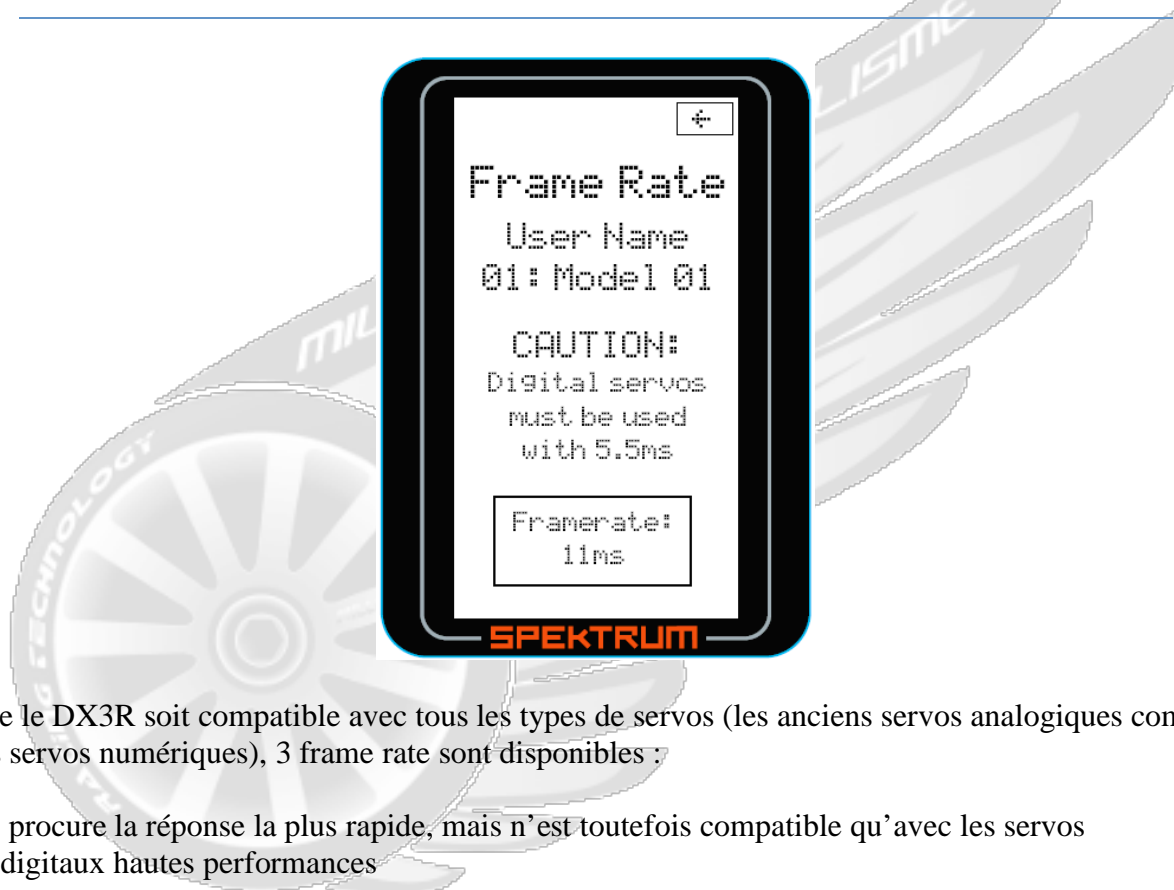 ←
Frame Rate
User Name
01: Model 01
CAUTION:
Digital servos
must be used
with 5.5ms
Framerate:
11ms
SPEKTRUM
e le DX3R soit compatible avec tous les types de servos (les anciens servos analogiques
servos numériques), 3 frame rate sont disponibles :
procure la réponse la plus rapide, mais n’est toutefois compatible qu’avec les servos
digitaux hautes performances
LISME
TECHNOLOGY